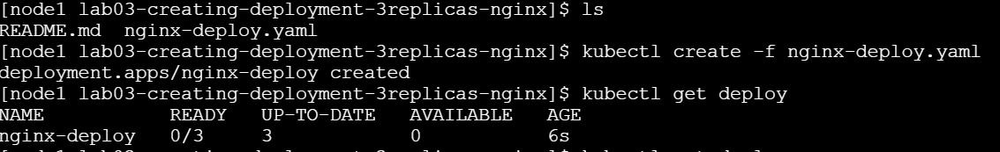 [node1 lab03-creating-deployment-3replicas-nginx]$ ls
README.md  nginx-deploy.yaml
[node1 lab03-creating-deployment-3replicas-nginx]$ kubectl create -f nginx-deploy.yaml
deployment.apps/nginx-deploy created
[node1 lab03-creating-deployment-3replicas-nginx]$ kubectl get deploy
NAME           READY   UP-TO-DATE   AVAILABLE   AGE
nginx-deploy   0/3     3            0           6s